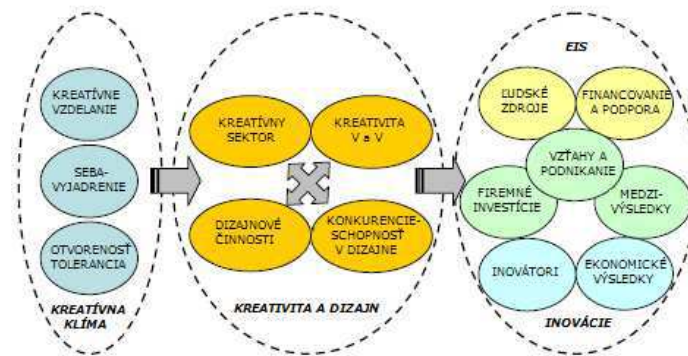 KREATÍVNE
VZDELANIE
SEBA-
VYJADRENIE
OTVORENOSŤ
TOLERANCIA
KREATÍVNA
KLÍMA
KREATÍVNY
SEKTOR
KREATIVITA
V a V
DIZAJNOVÉ
ČINNOSTI
KONKURENCIE-
SCHOPNOSŤ
V DIZAJNE
KREATIVITA A DIZAJN
EIS
ĽUDSKÉ
ZDROJE
FINANCOVANIE
A PODPORA
VZŤAHY A
PODNIKANIE
FIREMNÉ
INVESTÍCIE
MEDZI-
VÝSLEDKY
INOVÁTORI
EKONOMICKÉ
VÝSLEDKY
INOVÁCIE